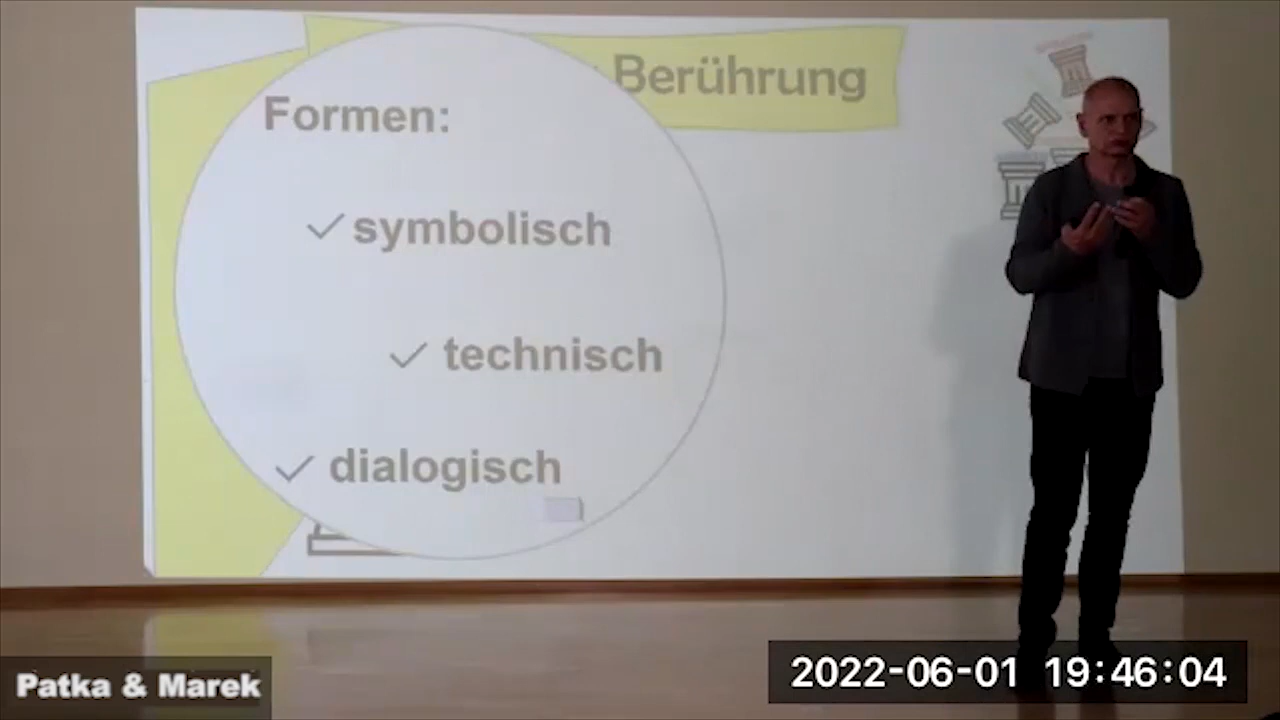 Berührung
Formen:
✓ symbolisch
✓ technisch
✓ dialogisch
Patka & Marek
2022-06-01 19:46:04